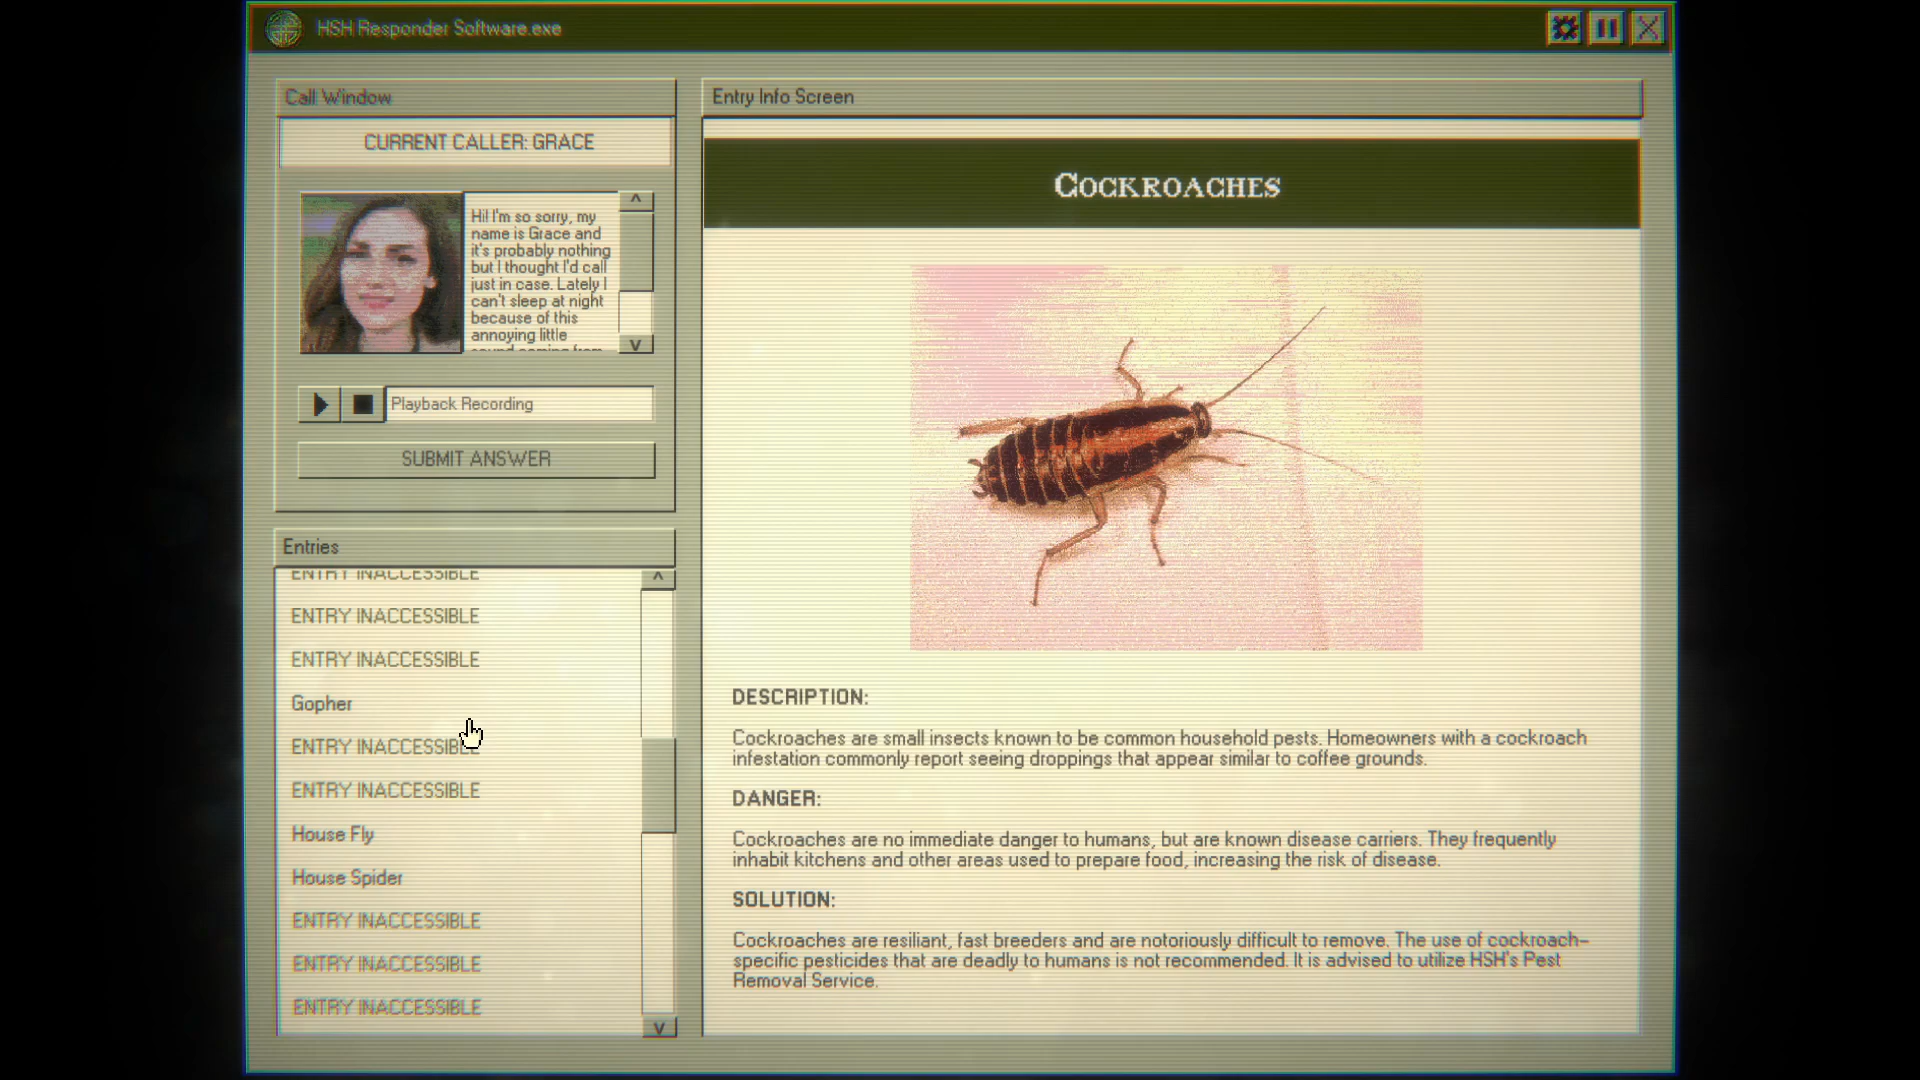 HSH Responder Software.exe
Call Window
CURRENT CALLER: GRACE
Hi! I'm so sorry, my
name is Grace and
it's probably nothing
but I thought I'd call
just in case. Lately I
can't sleep at night
because of this
annoying little
sound coming from
Playback Recording
SUBMIT ANSWER
Entries
ENTRY INACCESSIBLE
ENTRY INACCESSIBLE
ENTRY INACCESSIBLE
Gopher
ENTRY INACCESSIBLE
ENTRY INACCESSIBLE
House Fly
House Spider
ENTRY INACCESSIBLE
ENTRY INACCESSIBLE
ENTRY INACCESSIBLE
Entry Info Screen
COCKROACHES
DESCRIPTION:
Cockroaches are small insects known to be common household pests. Homeowners with a cockroach
infestation commonly report seeing droppings that appear similar to coffee grounds.
DANGER:
Cockroaches are no immediate danger to humans, but are known disease carriers. They frequently
inhabit kitchens and other areas used to prepare food, increasing the risk of disease.
SOLUTION:
Cockroaches are resiliant, fast breeders and are notoriously difficult to remove. The use of cockroach-
specific pesticides that are deadly to humans is not recommended. It is advised to utilize HSH's Pest
Removal Service.